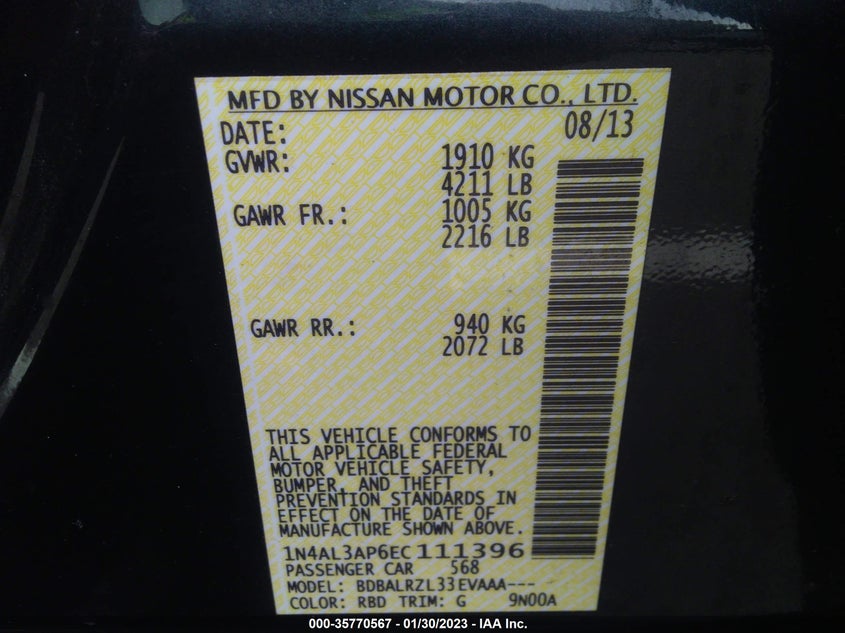 MFD BY NISSAN MOTOR CO., LTD.
DATE: 08/13
GVWR: 1910 KG
4211 LB
GAWR FR.: 1005 KG
2216 LB
GAWR RR.: 940 KG
2072 LB
THIS VEHICLE CONFORMS TO
ALL APPLICABLE FEDERAL
MOTOR VEHICLE SAFETY,
BUMPER, AND THEFT
PREVENTION STANDARDS IN
EFFECT ON THE DATE OF
MANUFACTURE SHOWN ABOVE.
1N4AL3AP6EC111396
PASSENGER CAR 568
MODEL: BDBALRZL33EVAAA---
COLOR: RBD TRIM: G 9N00A
000-35770567 - 01/30/2023 - IAA Inc.